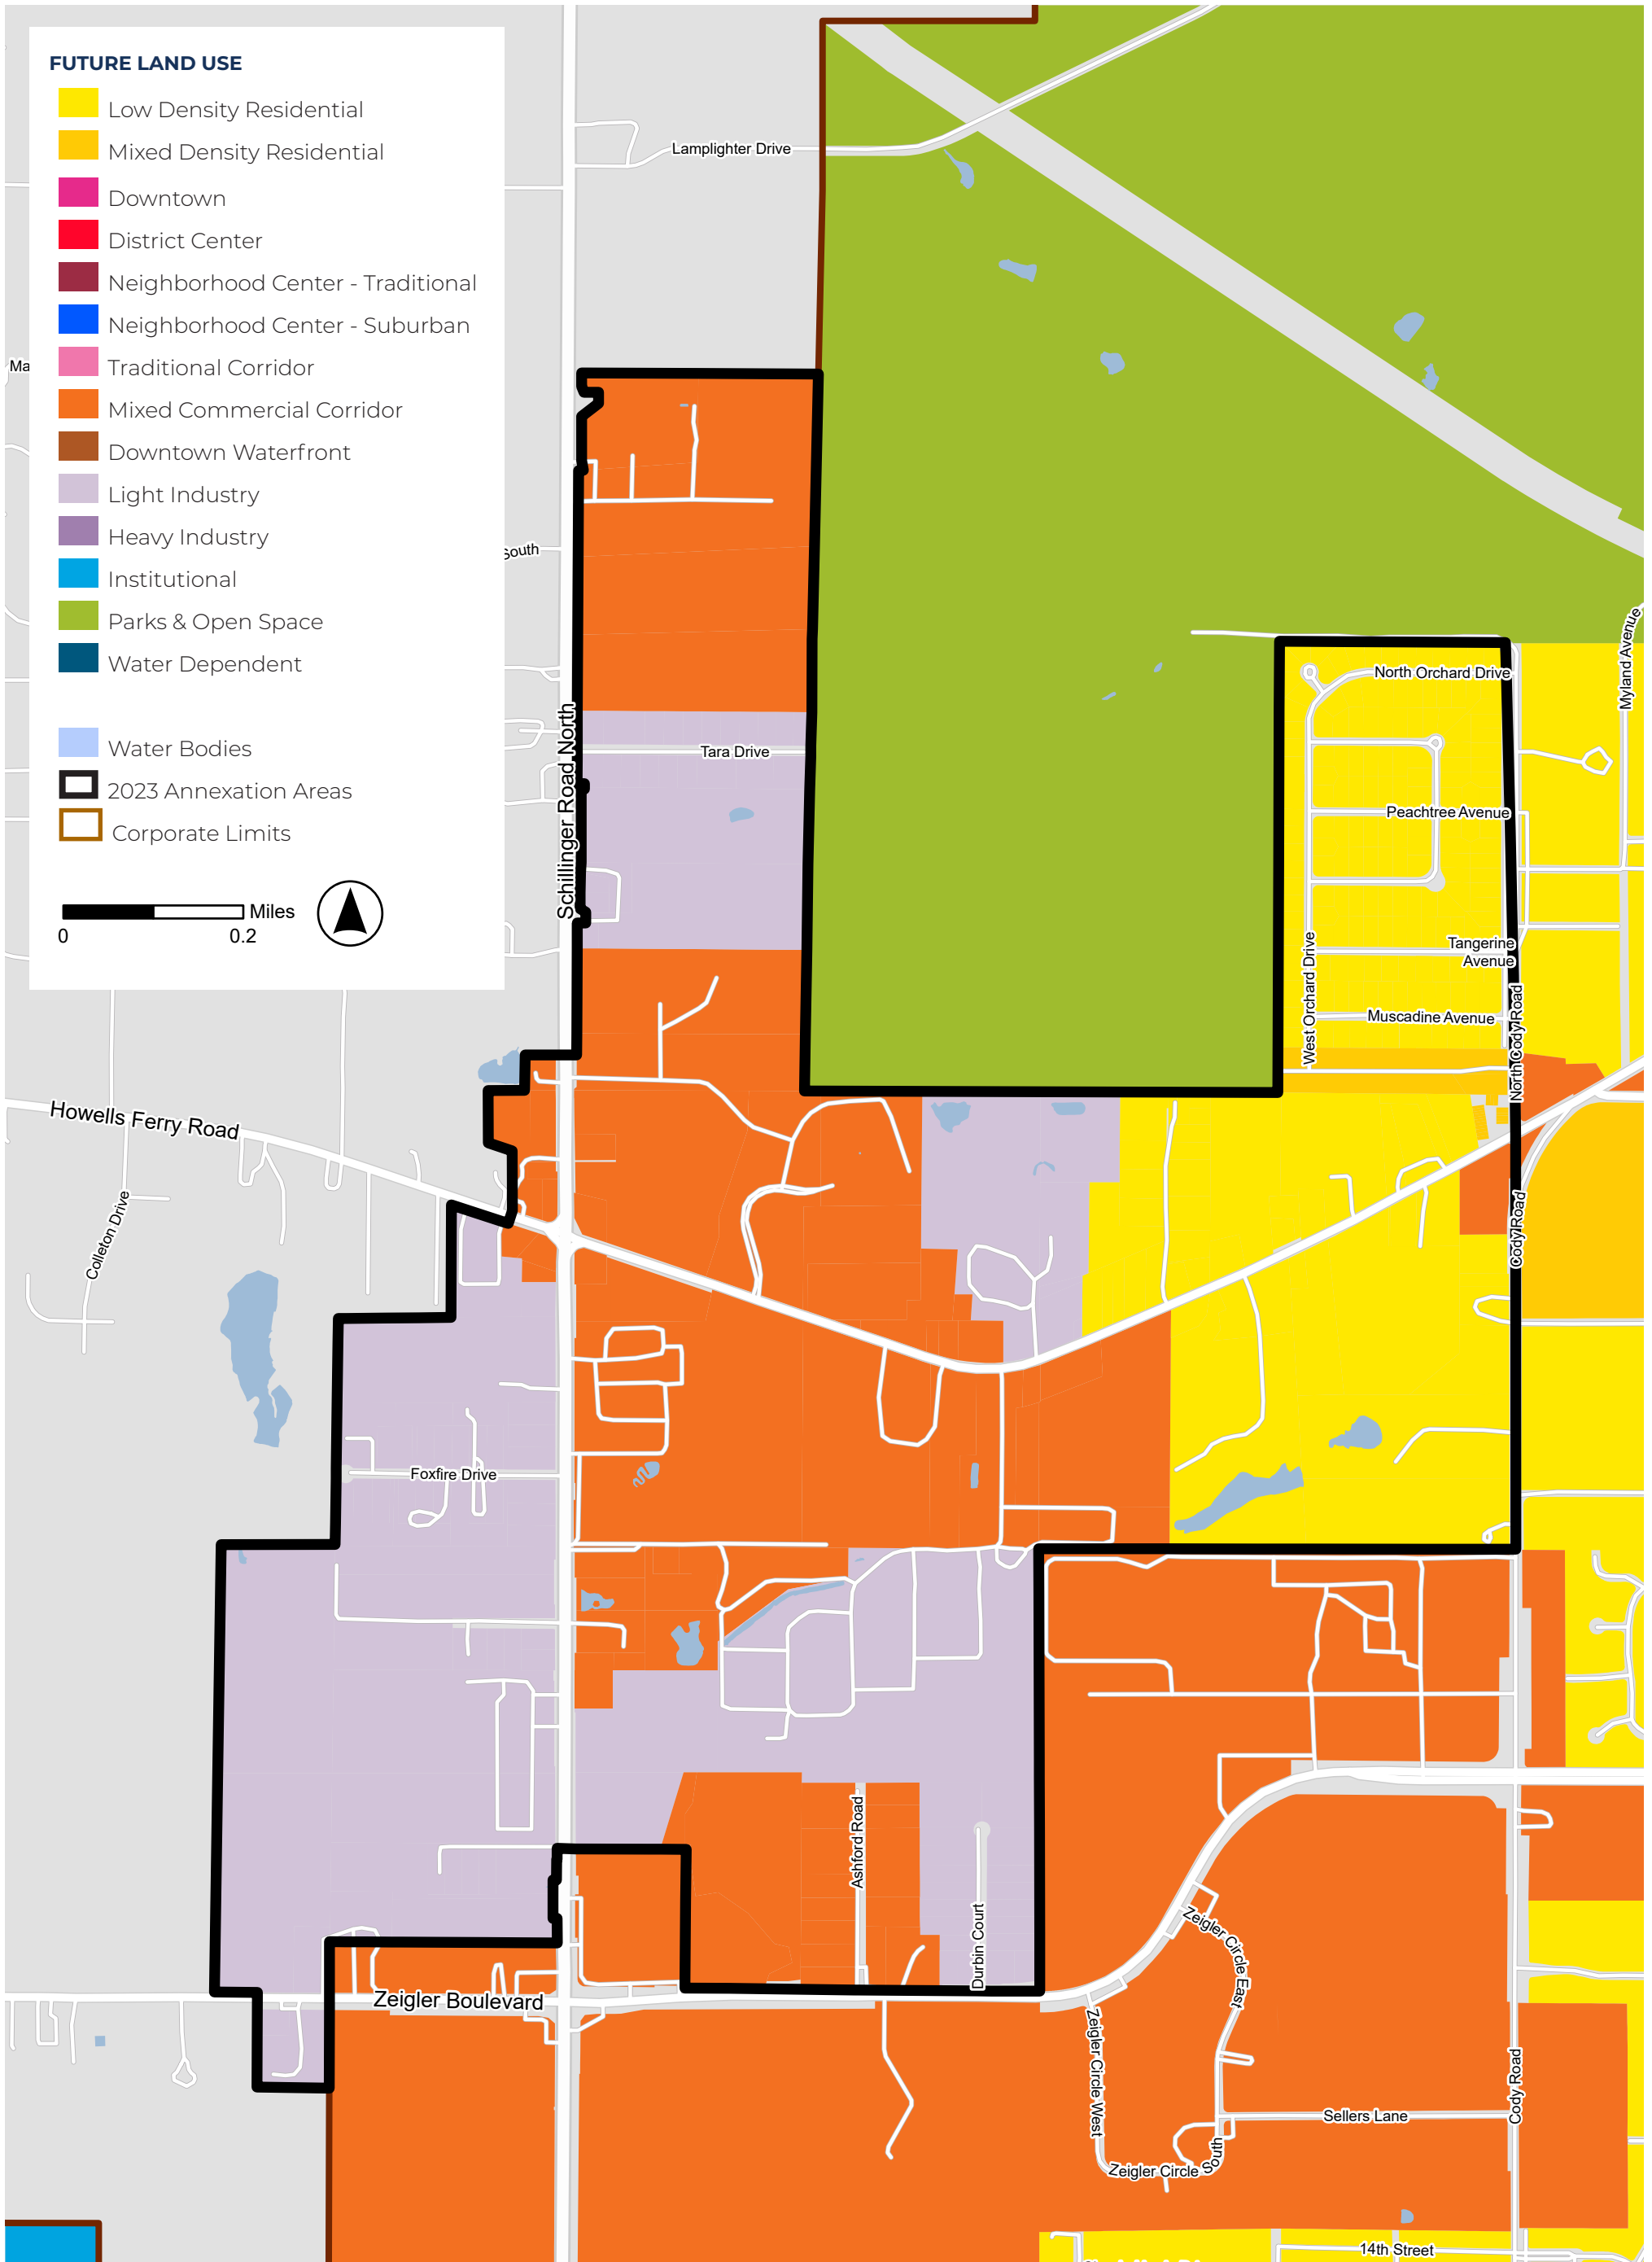 FUTURE LAND USE
Low Density Residential
Mixed Density Residential
Downtown
District Center
Neighborhood Center - Traditional
Neighborhood Center - Suburban
Traditional Corridor
Mixed Commercial Corridor
Downtown Waterfront
Light Industry
Heavy Industry
Institutional
Parks & Open Space
Water Dependent
Water Bodies
2023 Annexation Areas
Corporate Limits
Miles
0
0.2
Lamplighter Drive
Ma
South
Schillinger Road North
Tara Drive
North Orchard Drive
Myland Avenue
Peachtree Avenue
Tangerine
Avenue
West Orchard Drive
Muscadine Avenue
North Cody Road
Howells Ferry Road
Colleton Drive
Cody Road
Foxfire Drive
Ashford Road
Durbin Court
Zeigler Circle East
Zeigler Boulevard
Zeigler Circle West
Cody Road
Sellers Lane
Zeigler Circle South
14th Street